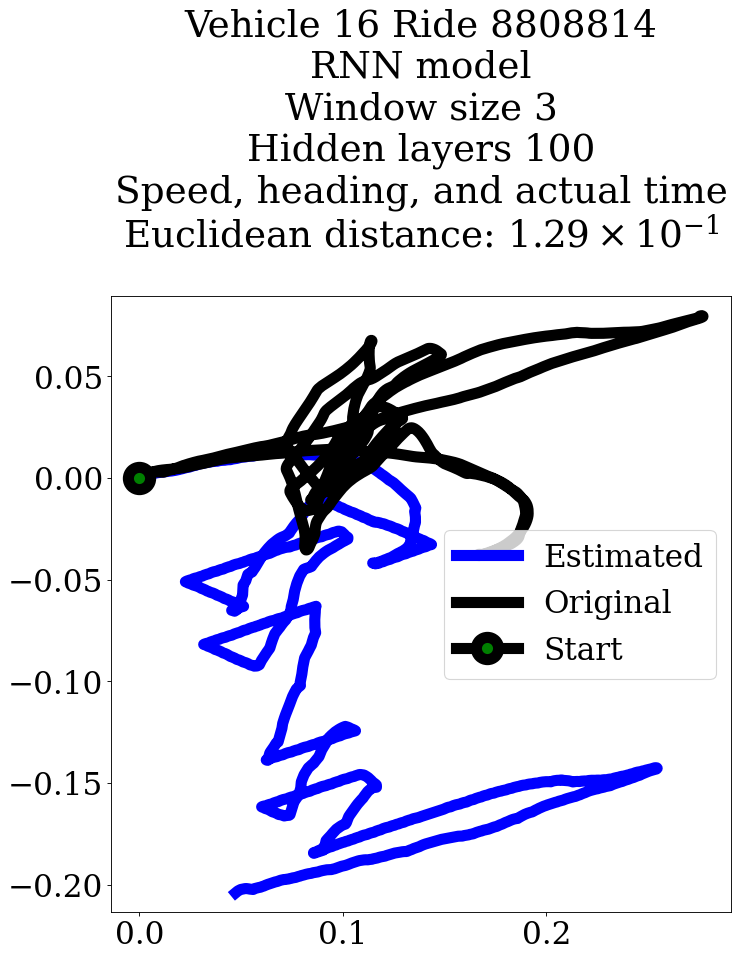 Vehicle 16 Ride 8808814
RNN model
Window size 3
Hidden layers 100
Speed, heading, and actual time
Euclidean distance: 1.29 × 10⁻¹
0.05
0.00
−0.05
−0.10
−0.15
−0.20
Estimated
Original
Start
0.0 0.1 0.2